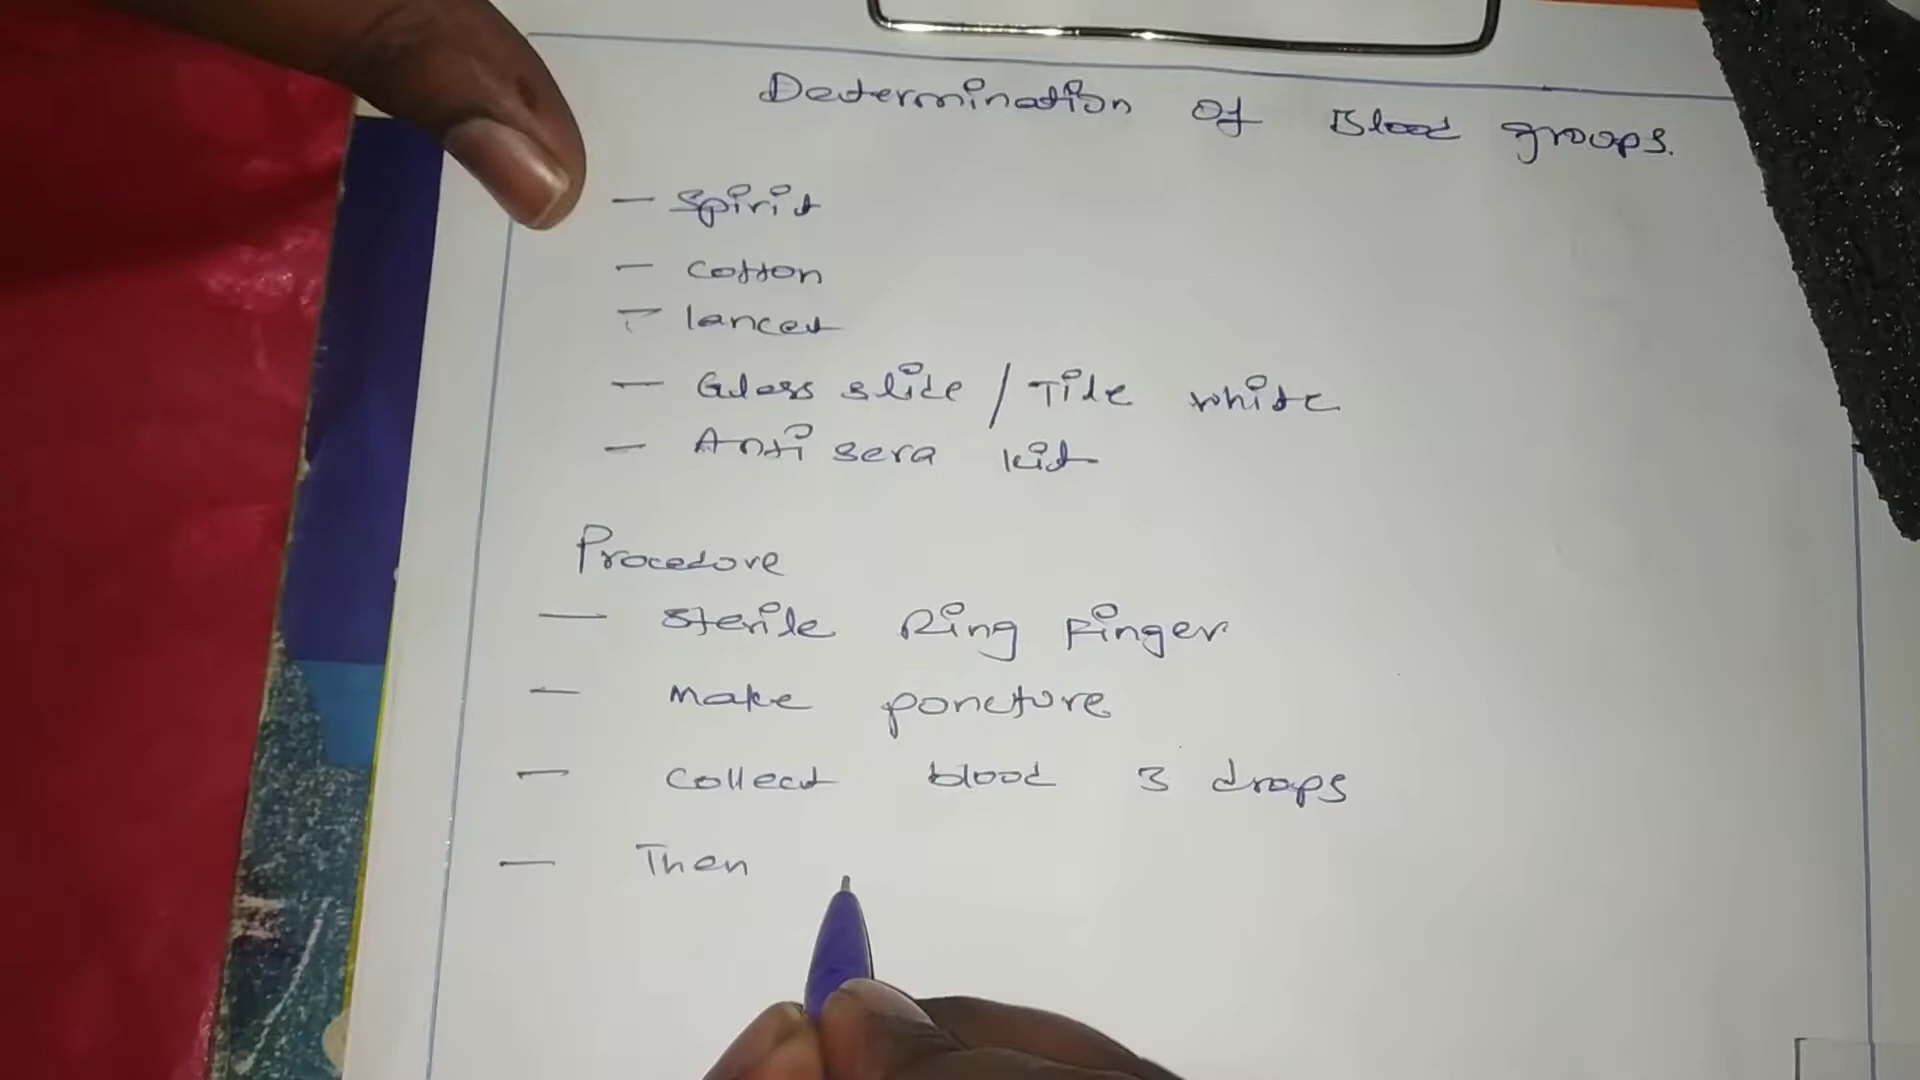 Determination Of Blood groups.
- Spirit
- cotton
- lancet
- Glass slide / Tile white
- Anti sera kit
Procedure
- Sterile Ring Finger
- make poncture
- collect blood 3 drops
- Then